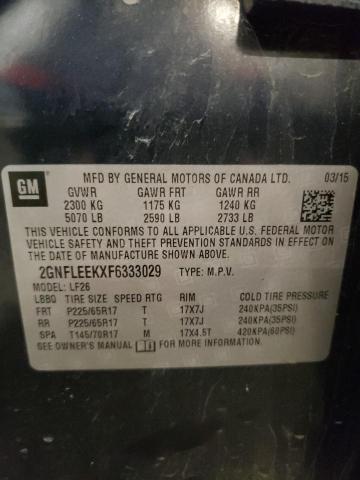 GM
MFD BY GENERAL MOTORS OF CANADA LTD. 03/15
GVWR GAWR FRT GAWR RR
2300 KG 1175 KG 1240 KG
5070 LB 2590 LB 2733 LB
THIS VEHICLE CONFORMS TO ALL APPLICABLE U.S. FEDERAL MOTOR
VEHICLE SAFETY, BUMPER, AND THEFT PREVENTION STANDARDS IN EFFECT ON
THE DATE OF MANUFACTURE SHOWN ABOVE.
2GNFLEEKXF6333029 TYPE: M.P.V.
MODEL: LF26
LBBQ TIRE SIZE SPEED RTG RIM COLD TIRE PRESSURE
FRT P225/65R17 T 17X7J 240KPA(35PSI)
RR P225/65R17 T 17X7J 240KPA(35PSI)
SPA T145/70R17 M 17X4.5T 420KPA(60PSI)
SEE OWNER'S MANUAL FOR MORE INFORMATION.